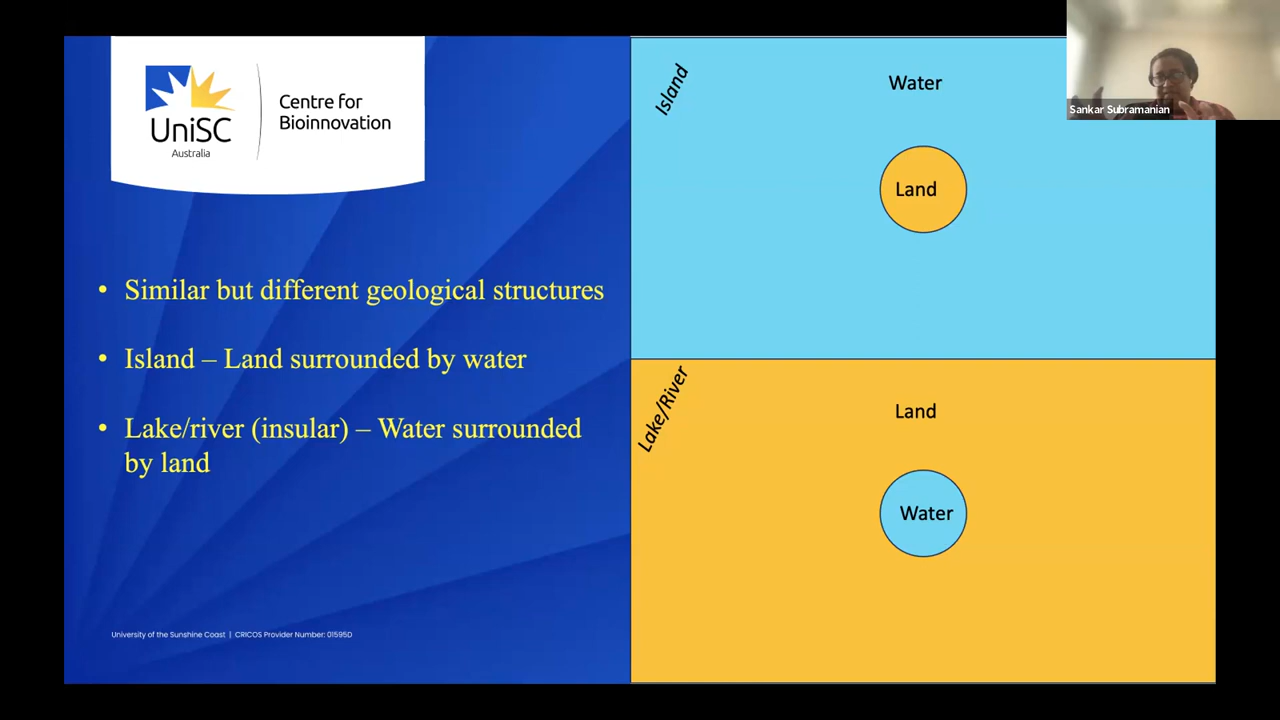 UniSC
Australia
Centre for
Bioinnovation
• Similar but different geological structures
• Island – Land surrounded by water
• Lake/river (insular) – Water surrounded
by land
University of the Sunshine Coast | CRICOS Provider Number: 01595D
Island
Water
Land
Lake/River
Land
Water
Sankar Subramanian